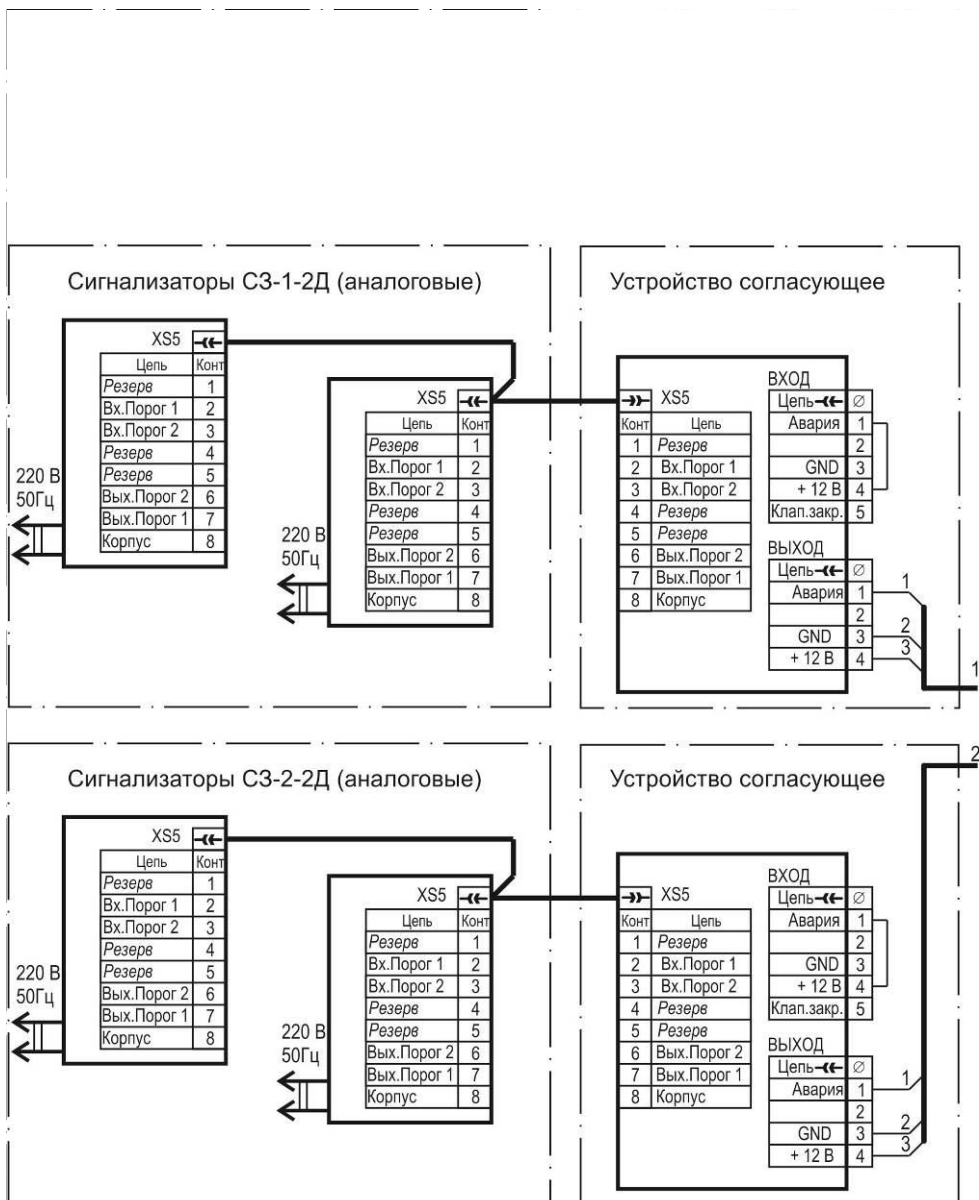 Сигнализаторы СЗ-1-2Д (аналоговые)
XS5
Цепь Конт
Резерв 1
Вх.Порог 1 2
Вх.Порог 2 3
Резерв 4
Резерв 5
Вых.Порог 2 6
Вых.Порог 1 7
Корпус 8
220 В
50Гц
XS5
Цепь Конт
Резерв 1
Вх.Порог 1 2
Вх.Порог 2 3
Резерв 4
Резерв 5
Вых.Порог 2 6
Вых.Порог 1 7
Корпус 8
220 В
50Гц
Устройство согласующее
XS5
Конт Цепь
1 Резерв
2 Вх.Порог 1
3 Вх.Порог 2
4 Резерв
5 Резерв
6 Вых.Порог 2
7 Вых.Порог 1
8 Корпус
ВХОД
Цепь ∅
Авария 1
2
GND 3
+ 12 В 4
Клап.закр. 5
ВЫХОД
Цепь ∅
Авария 1
2
GND 3
+ 12 В 4
1
2
3
1
Сигнализаторы СЗ-2-2Д (аналоговые)
XS5
Цепь Конт
Резерв 1
Вх.Порог 1 2
Вх.Порог 2 3
Резерв 4
Резерв 5
Вых.Порог 2 6
Вых.Порог 1 7
Корпус 8
220 В
50Гц
XS5
Цепь Конт
Резерв 1
Вх.Порог 1 2
Вх.Порог 2 3
Резерв 4
Резерв 5
Вых.Порог 2 6
Вых.Порог 1 7
Корпус 8
220 В
50Гц
Устройство согласующее
2
XS5
Конт Цепь
1 Резерв
2 Вх.Порог 1
3 Вх.Порог 2
4 Резерв
5 Резерв
6 Вых.Порог 2
7 Вых.Порог 1
8 Корпус
ВХОД
Цепь ∅
Авария 1
2
GND 3
+ 12 В 4
Клап.закр. 5
ВЫХОД
Цепь ∅
Авария 1
2
GND 3
+ 12 В 4
1
2
3